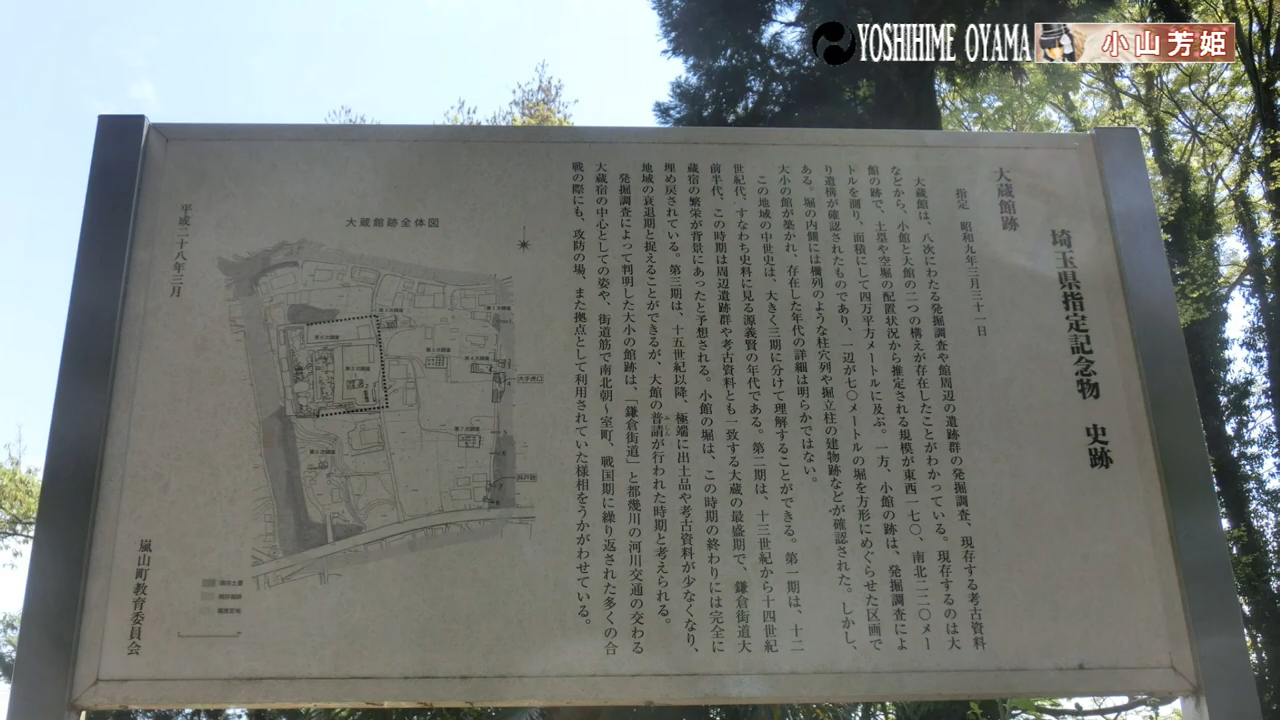 YOSHIHIME OYAMA
小山芳姫
埼玉県指定記念物　史跡
大蔵館跡
指定　昭和九年三月三十一日
大蔵館は、八次にわたる発掘調査や館周辺の遺跡群の発掘調査、現存する考古資料
などから、小館と大館の二つの構えが存在したことがわかっている。現存するのは大
館の跡で、土塁や空堀の配置状況から推定される規模が東西一七〇、南北二二〇メー
トルを測り、面積にして四万平方メートルに及ぶ。一方、小館の跡は、発掘調査によ
り遺構が確認されたものであり、一辺が七〇メートルの堀を方形にめぐらせた区画で
ある。堀の内側には柵列のような柱穴列や掘立柱の建物跡などが確認された。しかし、
大小の館が築かれ、存在した年代の詳細は明らかではない。
この地域の中世史は、大きく三期に分けて理解することができる。第一期は、十二
世紀代、すなわち史料に見る源義賢の年代である。第二期は、十三世紀から十四世紀
前半代、この時期は周辺遺跡群や考古資料とも一致する大蔵の最盛期で、鎌倉街道大
蔵宿の繁栄が背景にあったと予想される。小館の堀は、この時期の終わりには完全に
埋め戻されている。第三期は、十五世紀以降、極端に出土品や考古資料が少なくなり、
地域の衰退期と捉えることができるが、大館の普請が行われた時期と考えられる。
発掘調査によって判明した大小の館跡は、「鎌倉街道」と都幾川の河川交通の交わる
大蔵宿の中心としての姿や、街道筋で南北朝～室町、戦国期に繰り返された多くの合
戦の際にも、攻防の場、また拠点として利用されていた様相をうかがわせている。
大蔵館跡全体図
大手虎口
平成二十八年三月
嵐山町教育委員会